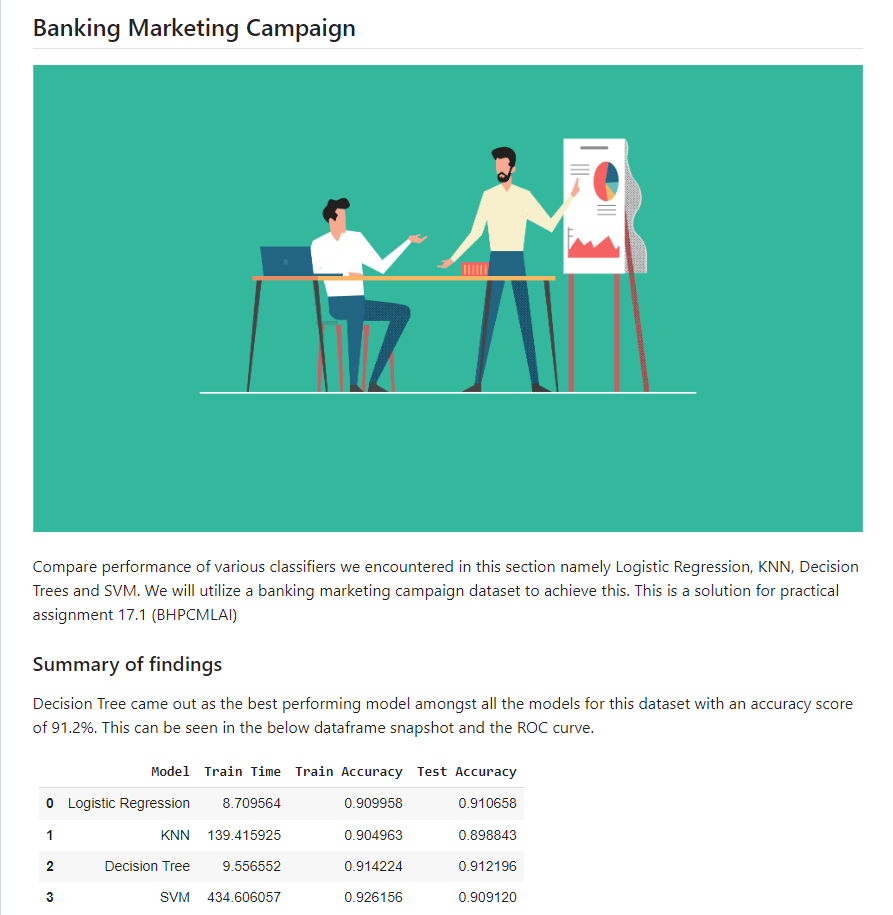 Banking Marketing Campaign
Compare performance of various classifiers we encountered in this section namely Logistic Regression, KNN, Decision
Trees and SVM. We will utilize a banking marketing campaign dataset to achieve this. This is a solution for practical
assignment 17.1 (BHPCMLAI)
Summary of findings
Decision Tree came out as the best performing model amongst all the models for this dataset with an accuracy score
of 91.2%. This can be seen in the below dataframe snapshot and the ROC curve.
Model Train Time Train Accuracy Test Accuracy
0 Logistic Regression 8.709564 0.909958 0.910658
1 KNN 139.415925 0.904963 0.898843
2 Decision Tree 9.556552 0.914224 0.912196
3 SVM 434.606057 0.926156 0.909120